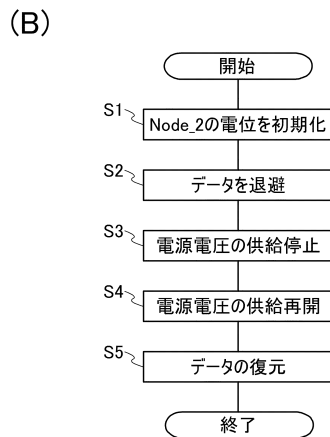 (B)
開始
S1
Node_2の電位を初期化
S2
データを退避
S3
電源電圧の供給停止
S4
電源電圧の供給再開
S5
データの復元
終了